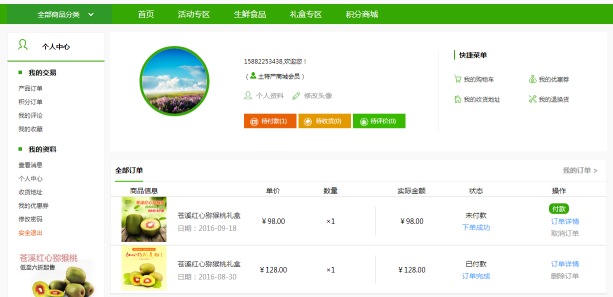 全部商品分类 首页 活动专区 生鲜食品 礼盒专区 积分商城
个人中心
我的交易
产品订单
积分订单
我的评论
我的收藏
我的资料
查看消息
个人中心
收货地址
我的优惠券
修改密码
安全退出
苍溪红心猕猴桃
低至六折起售
15882253438,欢迎您！
（土特产商城会员）
个人资料 修改头像
待付款(1) 待收货(0) 待评价(0)
快捷菜单
我的购物车 我的优惠券
我的收货地址 我的退换货
全部订单 我的订单 >
商品信息 单价 数量 实际金额 状态 操作
苍溪红心猕猴桃礼盒
日期：2016-09-18
￥98.00 ×1 ￥98.00
未付款
下单成功
付款
订单详情
取消订单
苍溪红心猕猴桃礼盒
日期：2016-08-30
￥128.00 ×1 ￥128.00
已付款
订单完成
订单详情
删除订单